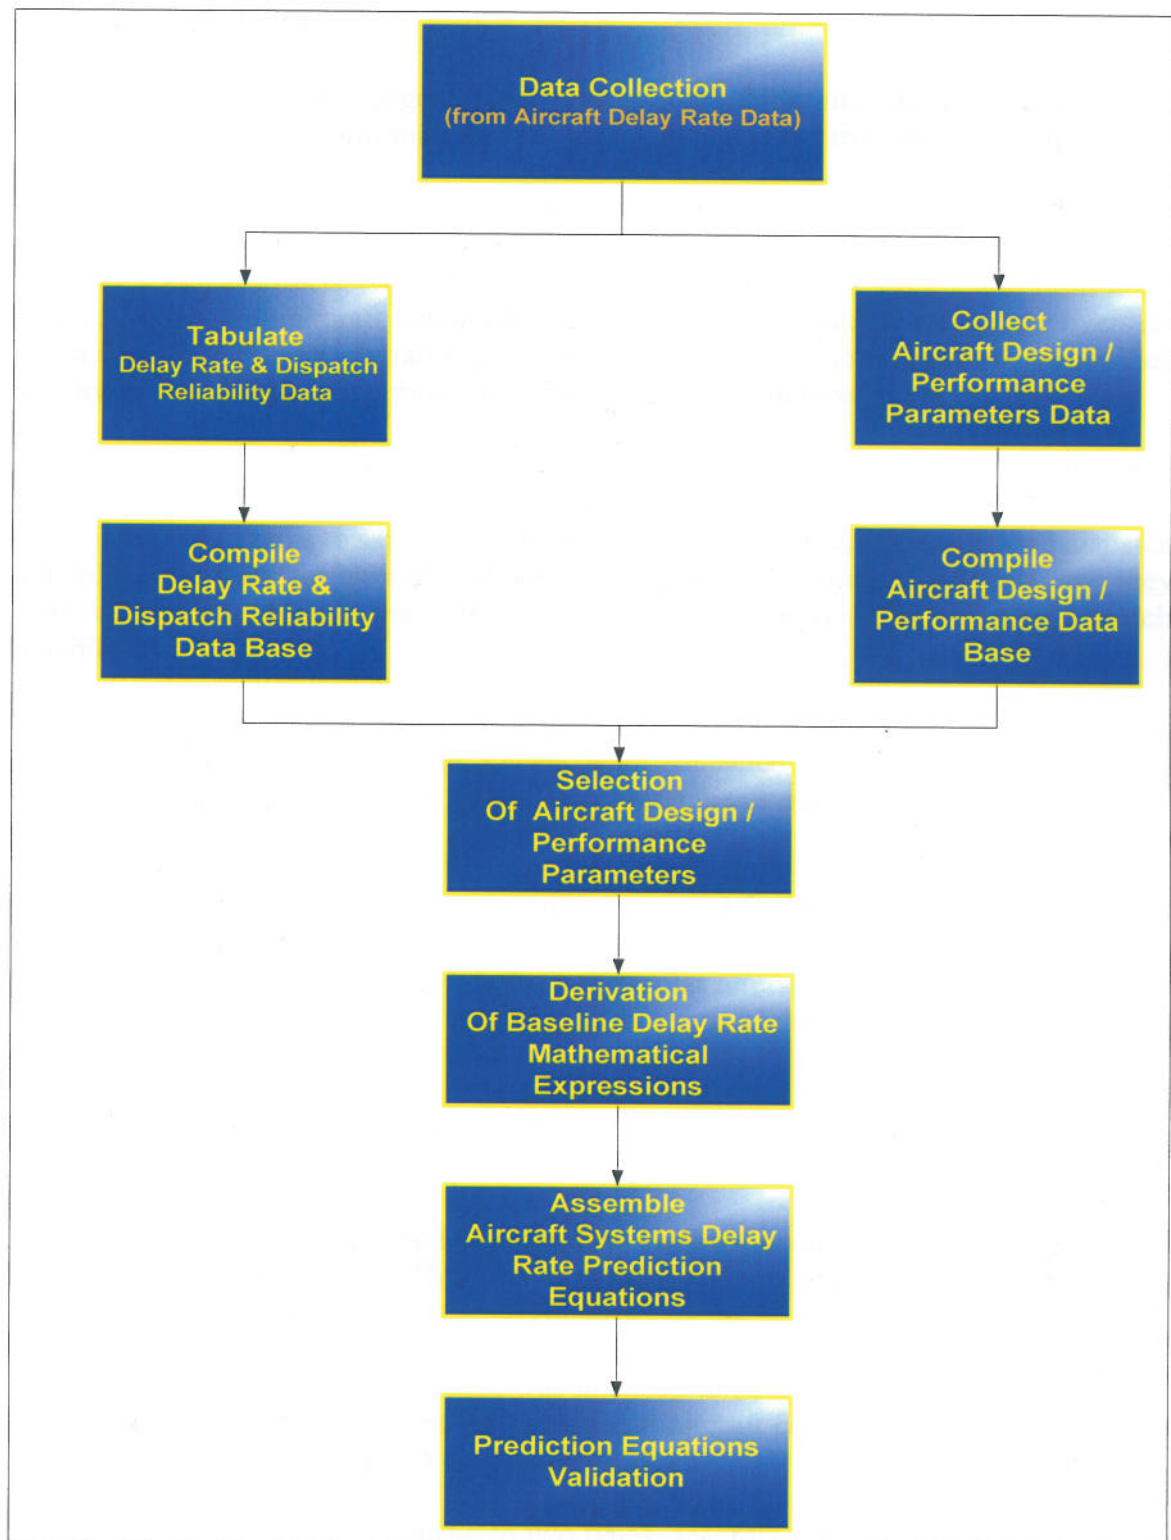 Data Collection
(from Aircraft Delay Rate Data)
Tabulate
Delay Rate & Dispatch
Reliability Data
Collect
Aircraft Design /
Performance
Parameters Data
Compile
Delay Rate &
Dispatch Reliability
Data Base
Compile
Aircraft Design /
Performance Data
Base
Selection
Of Aircraft Design /
Performance
Parameters
Derivation
Of Baseline Delay Rate
Mathematical
Expressions
Assemble
Aircraft Systems Delay
Rate Prediction
Equations
Prediction Equations
Validation